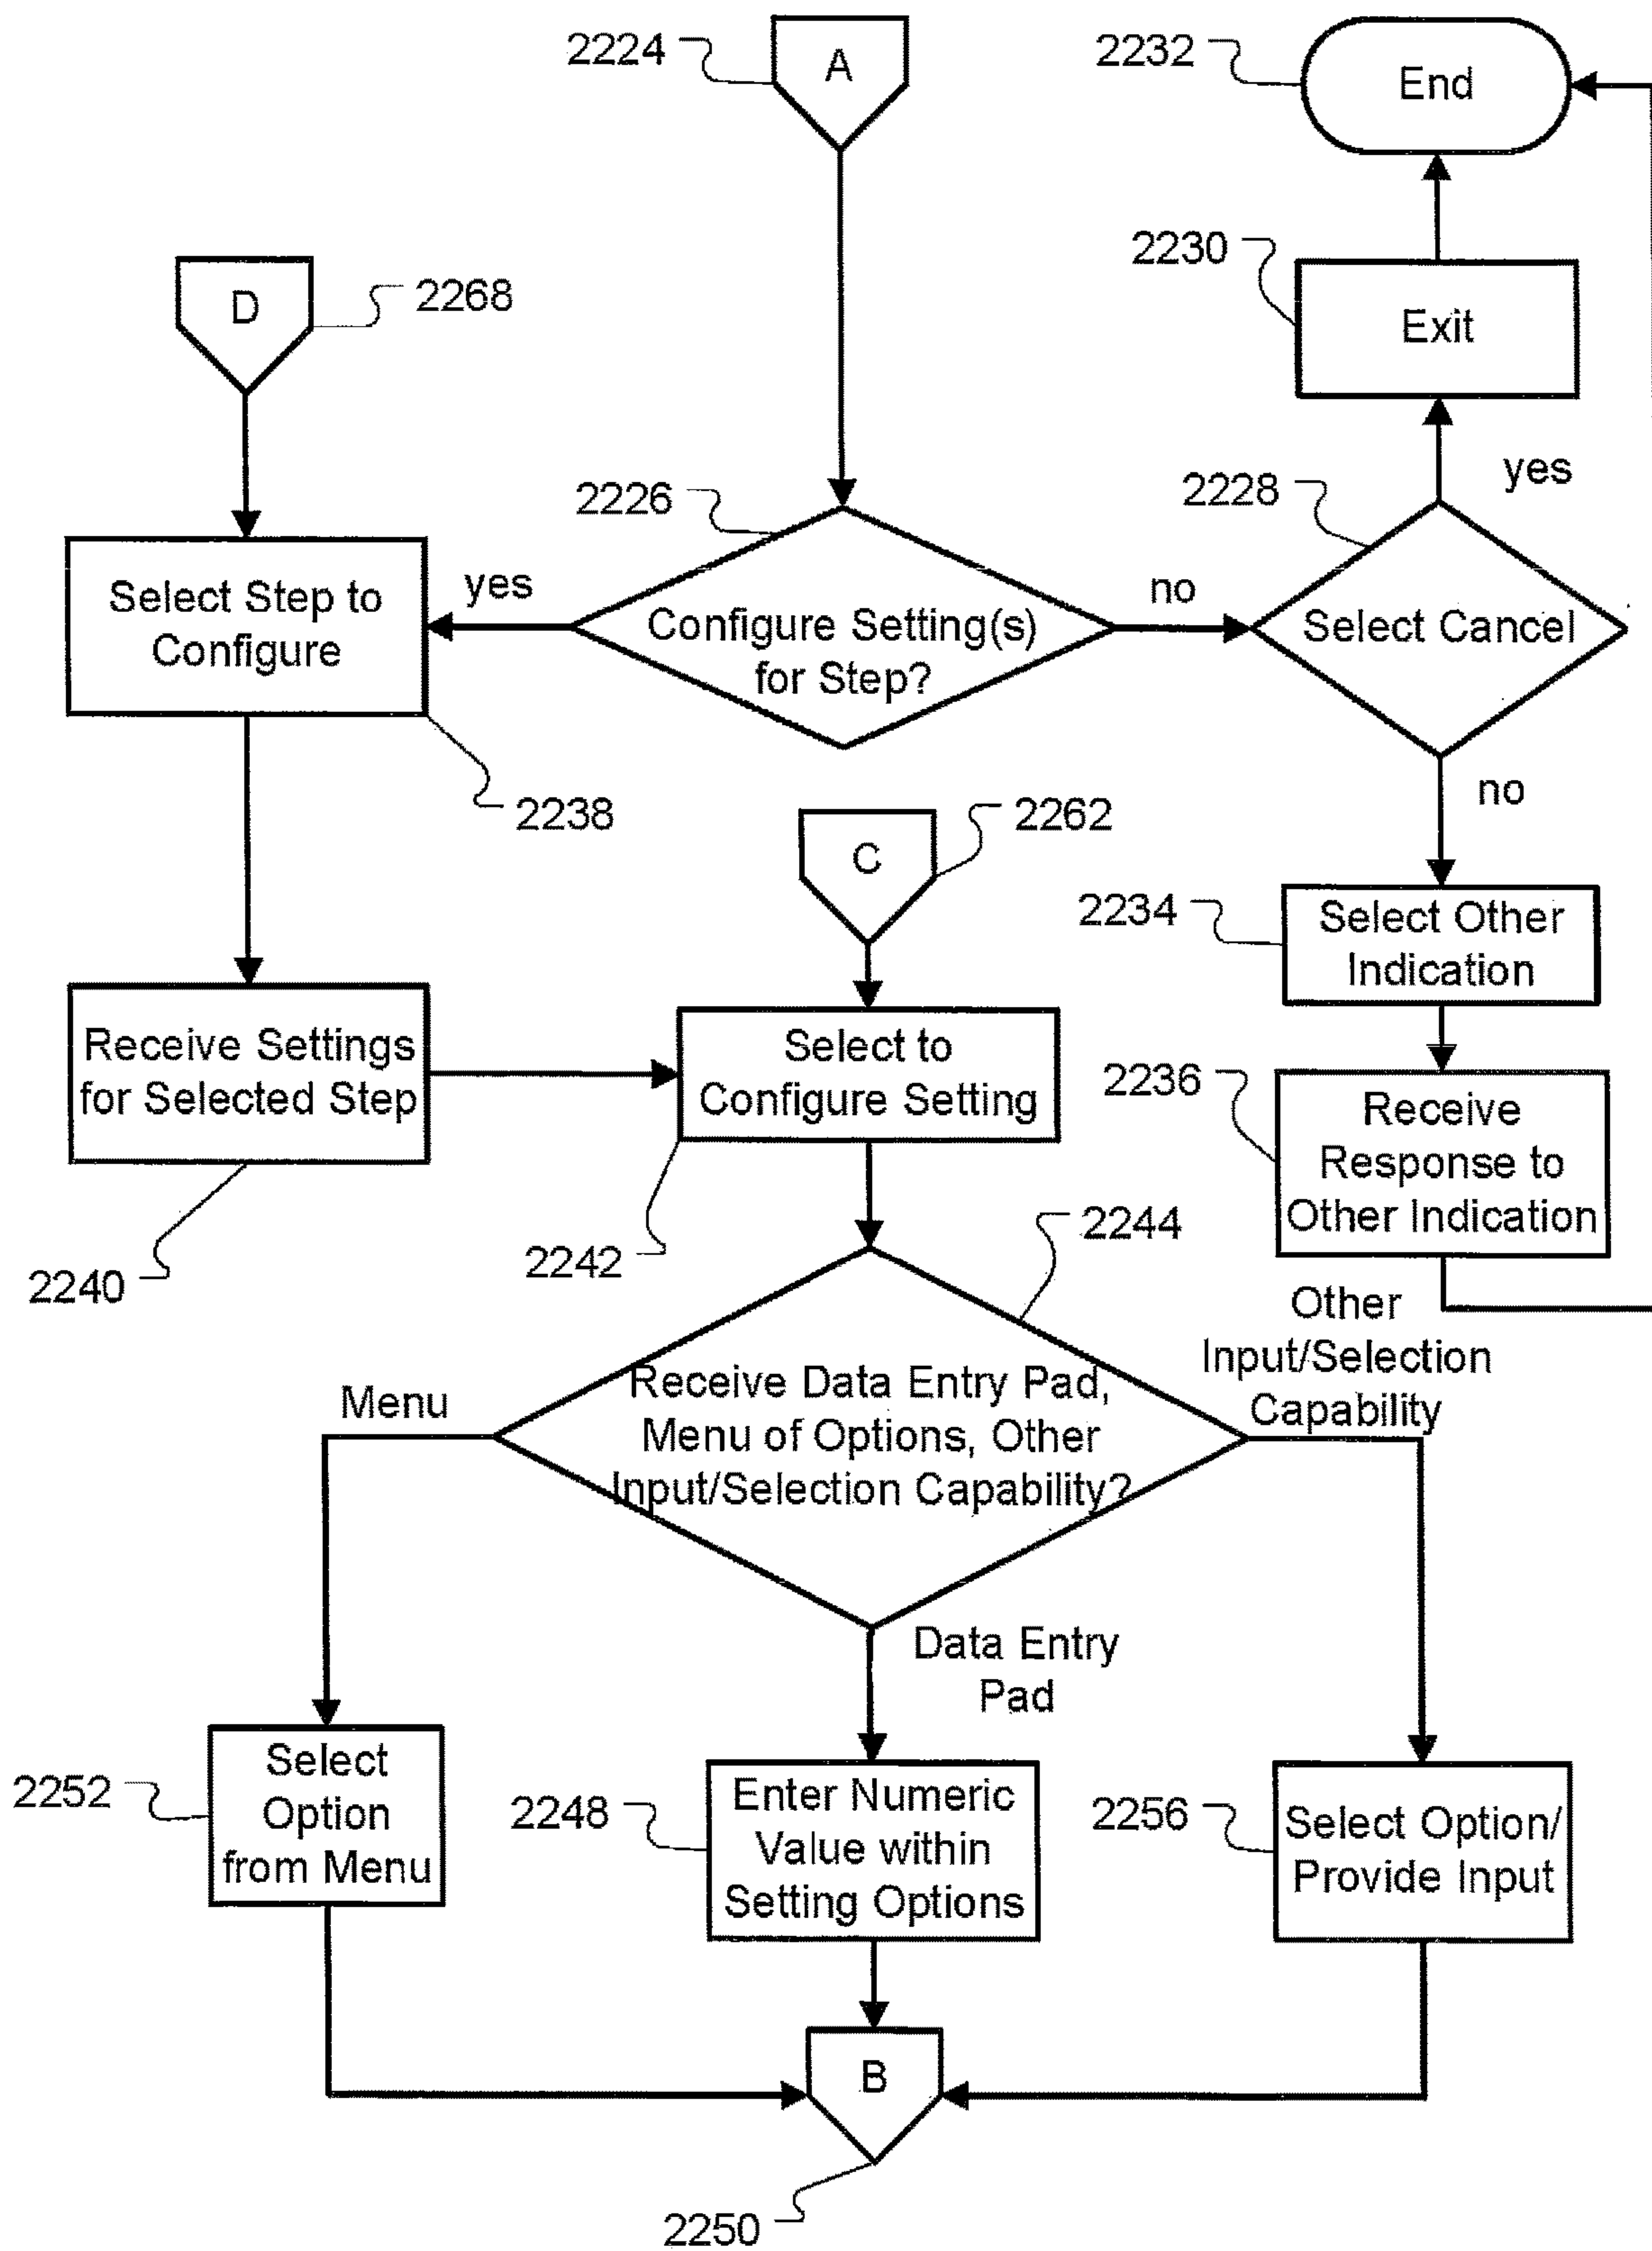 2224
A
2232
End
2230
Exit
D
2268
yes
2226
2228
Select Step to
Configure
yes
Configure Setting(s)
for Step?
no
Select Cancel
2238
no
C
2262
2234
Select Other
Indication
Receive Settings
for Selected Step
Select to
Configure Setting
2236
Receive
Response to
Other Indication
2240
2242
2244
Other
Input/Selection
Capability
Menu
Receive Data Entry Pad,
Menu of Options, Other
Input/Selection Capability?
Data Entry
Pad
2252
Select
Option
from Menu
2248
Enter Numeric
Value within
Setting Options
2256
Select Option/
Provide Input
B
2250